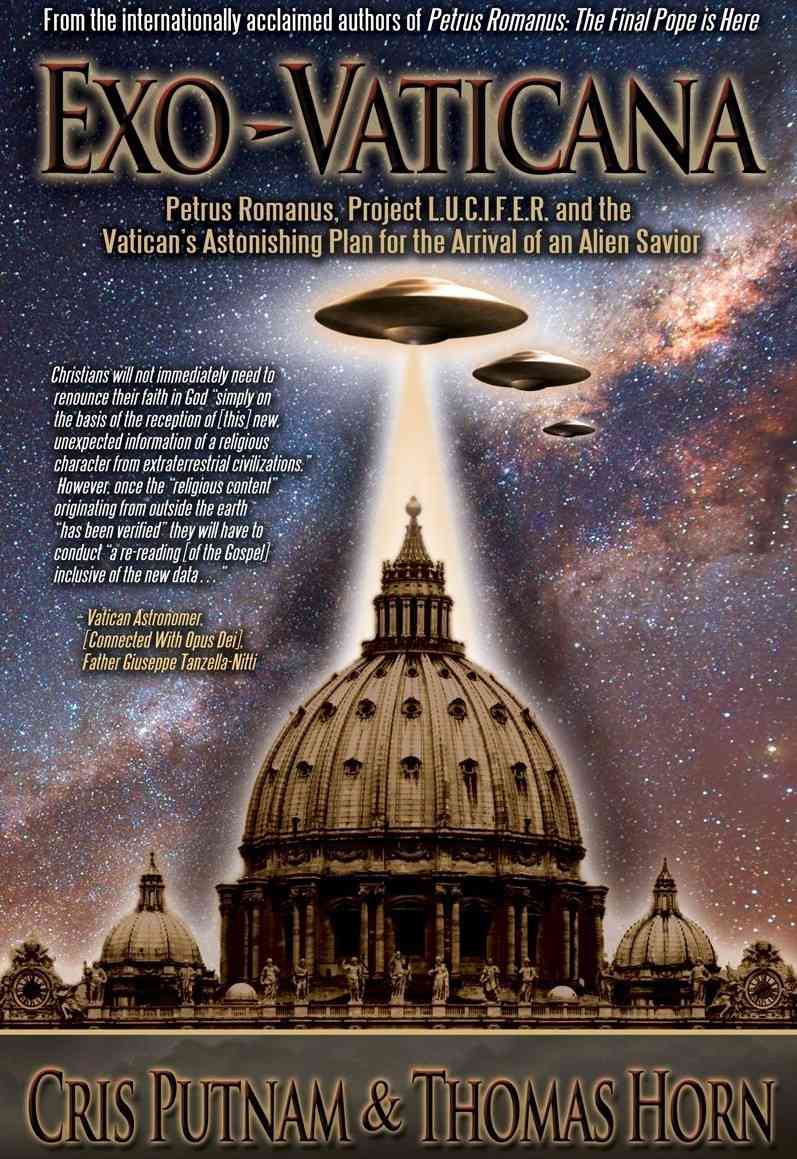 From the internationally acclaimed authors of Petrus Romanus: The Final Pope is Here
EXO-VATICANA
Petrus Romanus, Project L.U.C.I.F.E.R. and the
Vatican's Astonishing Plan for the Arrival of an Alien Savior
Christians will not immediately need to
renounce their faith in God "simply on
the basis of the reception of [this] new,
unexpected information of a religious
character from extraterrestrial civilizations."
However, once the "religious content"
originating from outside the earth
"has been verified" they will have to
conduct "a re-reading [of the Gospel]
inclusive of the new data . . ."
- Vatican Astronomer,
[Connected With Opus Dei],
Father Giuseppe Tanzella-Nitti
CRIS PUTNAM & THOMAS HORN